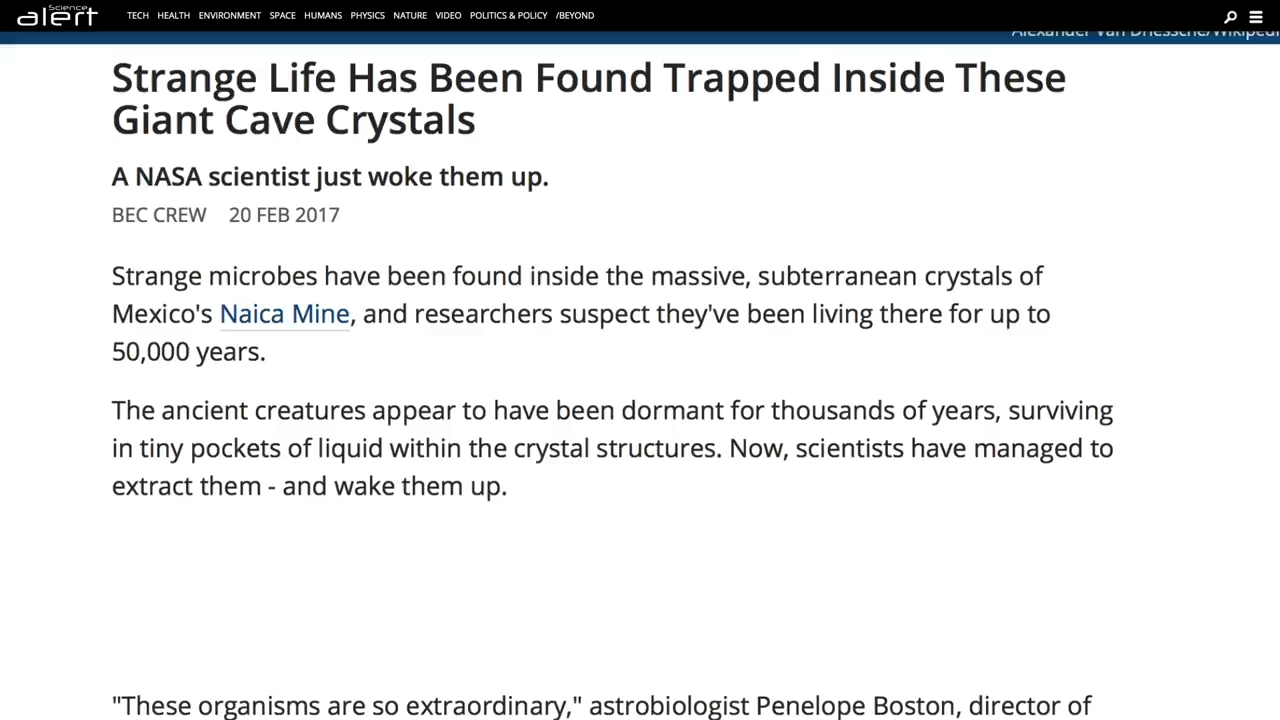 Science
alert
TECH HEALTH ENVIRONMENT SPACE HUMANS PHYSICS NATURE VIDEO POLITICS & POLICY /BEYOND
Alexander Van Driessche/Wikipedi
Strange Life Has Been Found Trapped Inside These
Giant Cave Crystals
A NASA scientist just woke them up.
BEC CREW 20 FEB 2017
Strange microbes have been found inside the massive, subterranean crystals of
Mexico's Naica Mine, and researchers suspect they've been living there for up to
50,000 years.
The ancient creatures appear to have been dormant for thousands of years, surviving
in tiny pockets of liquid within the crystal structures. Now, scientists have managed to
extract them - and wake them up.
"These organisms are so extraordinary," astrobiologist Penelope Boston, director of